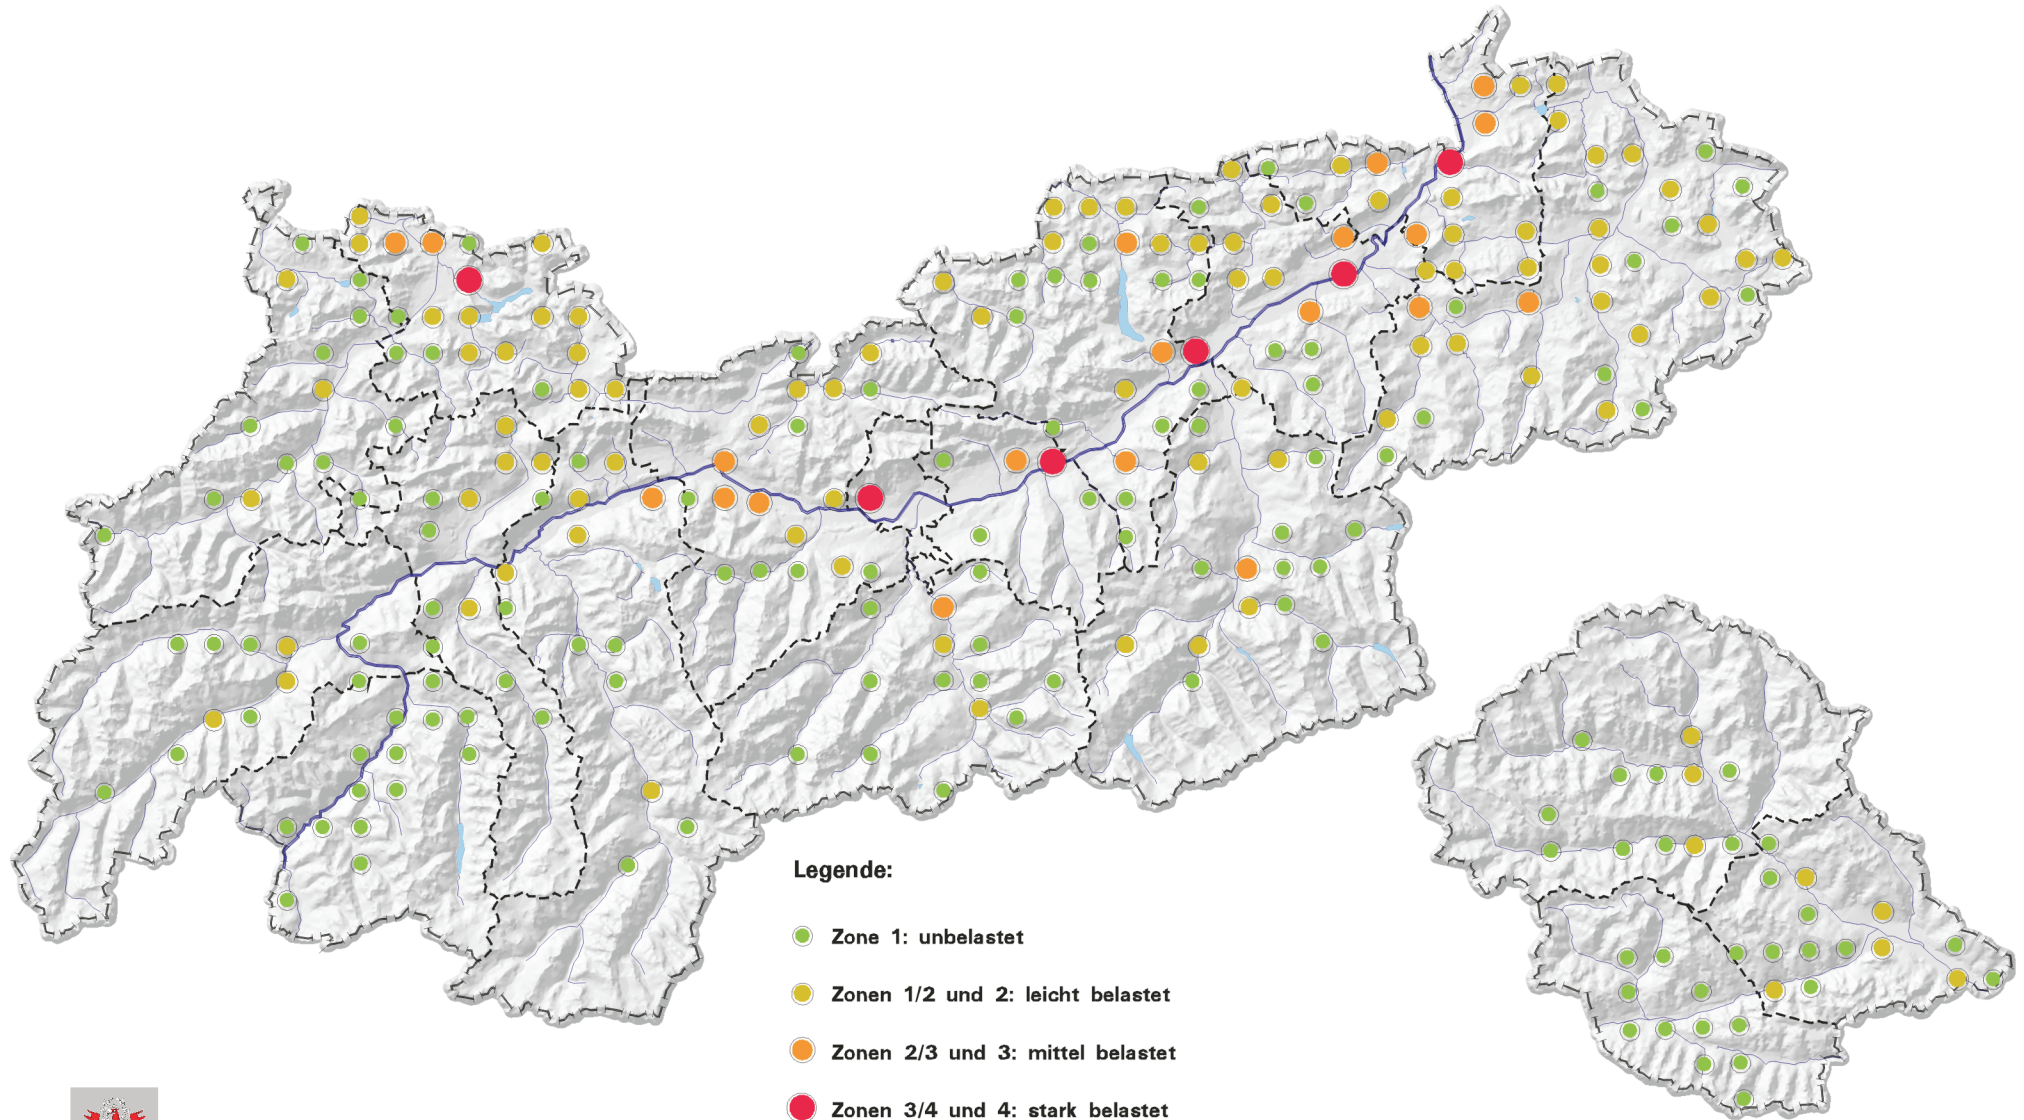 Legende:
Zone 1: unbelastet
Zonen 1/2 und 2: leicht belastet
Zonen 2/3 und 3: mittel belastet
Zonen 3/4 und 4: stark belastet